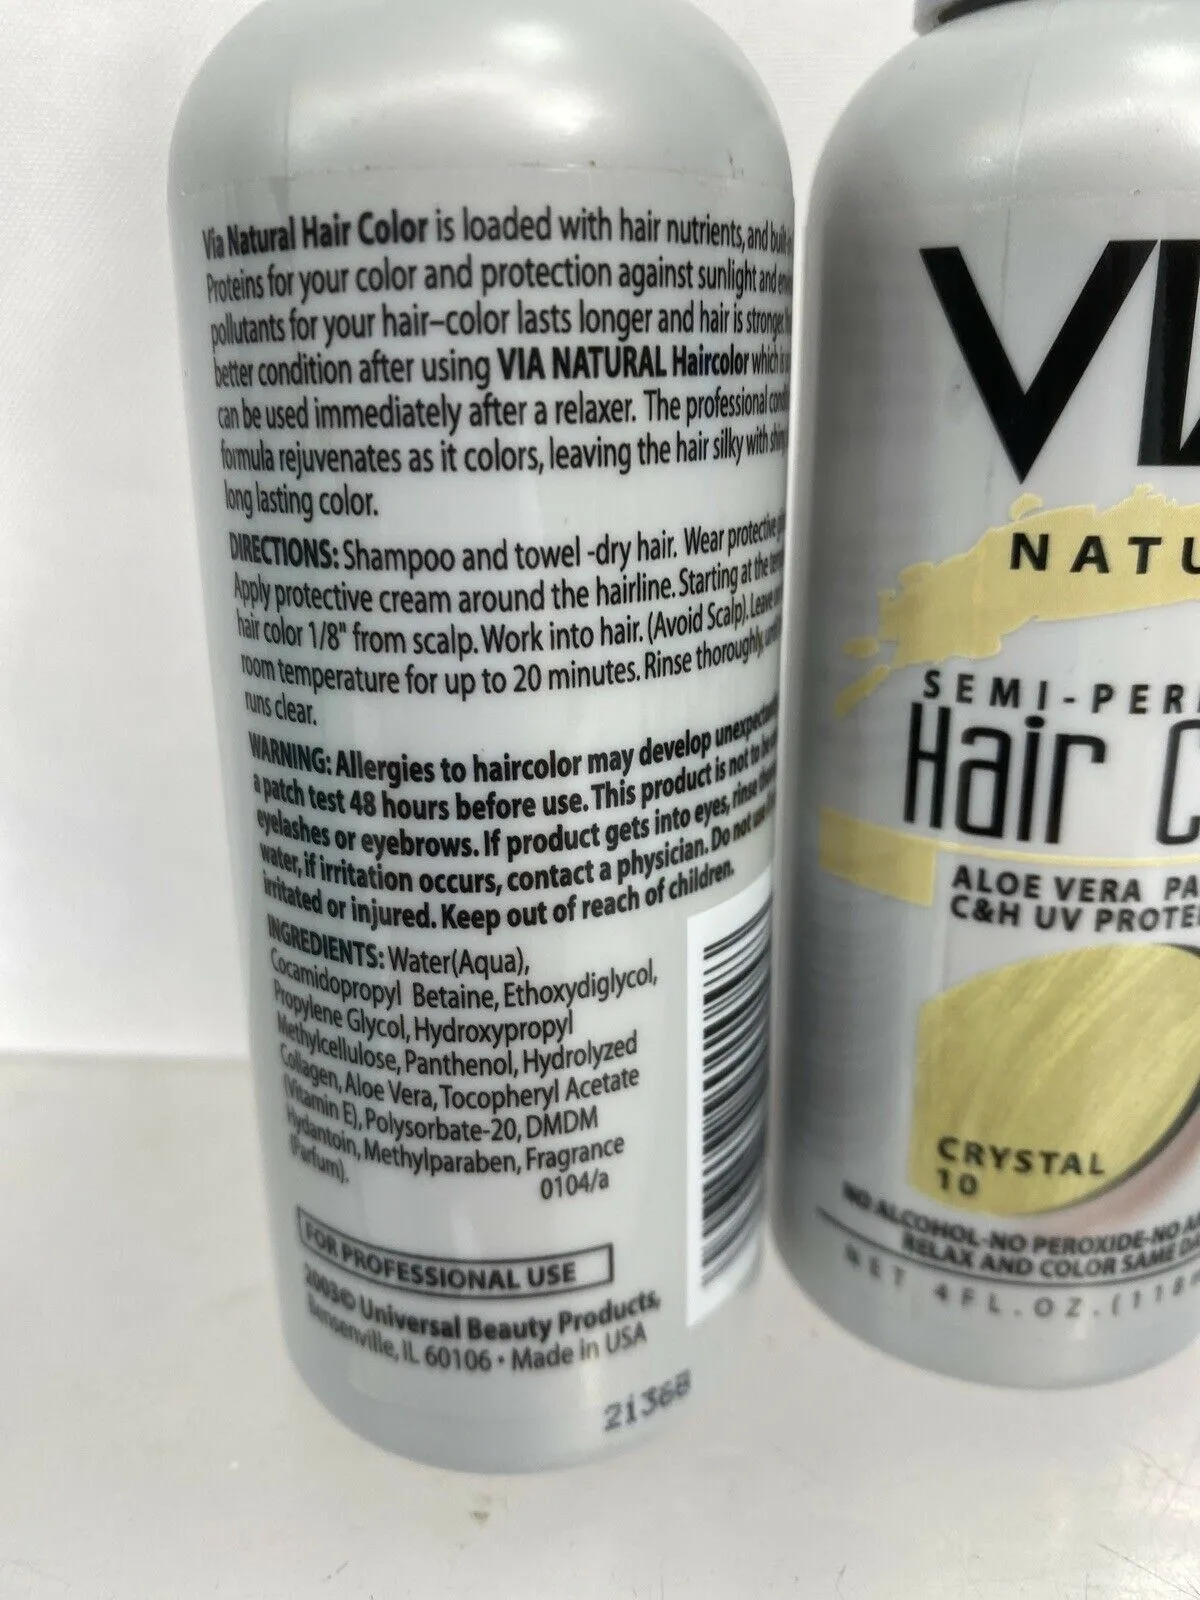 Via Natural Hair Color is loaded with hair nutrients, and
Proteins for your color and protection against sunlight and
pollutants for your hair–color lasts longer and hair is stronger.
better condition after using VIA NATURAL Haircolor which is
can be used immediately after a relaxer. The professional
formula rejuvenates as it colors, leaving the hair silky with
long lasting color.
DIRECTIONS: Shampoo and towel -dry hair. Wear protective
Apply protective cream around the hairline. Starting at the
hair color 1/8" from scalp. Work into hair. (Avoid Scalp). Leave
room temperature for up to 20 minutes. Rinse thoroughly,
runs clear.
WARNING: Allergies to haircolor may develop unexpectedly
a patch test 48 hours before use. This product is not to be
eyelashes or eyebrows. If product gets into eyes, rinse
water, if irritation occurs, contact a physician. Do not use
irritated or injured. Keep out of reach of children.
INGREDIENTS: Water(Aqua),
Cocamidopropyl Betaine, Ethoxydiglycol,
Propylene Glycol, Hydroxypropyl
Methylcellulose, Panthenol, Hydrolyzed
Collagen, Aloe Vera, Tocopheryl Acetate
(Vitamin E), Polysorbate-20, DMDM
Hydantoin, Methylparaben, Fragrance
(Parfum).
0104/a
FOR PROFESSIONAL USE
2003© Universal Beauty Products,
Bensenville, IL 60106 • Made in USA
21368
VI
NATU
SEMI-PER
Hair C
ALOE VERA PA
C&H UV PROTE
CRYSTAL
10
NO ALCOHOL-NO PEROXIDE-NO
RELAX AND COLOR SAME
NET 4FL.OZ.(118